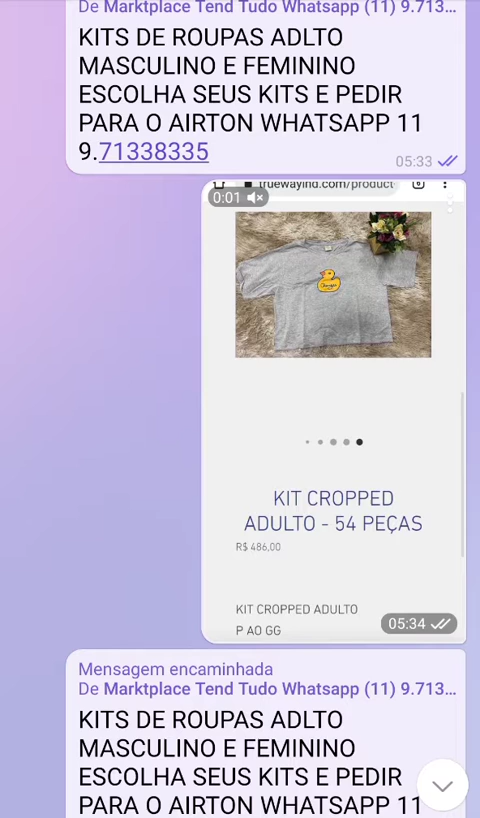 De Marktplace Tend Tudo Whatsapp (11) 9.713...
KITS DE ROUPAS ADLTO
MASCULINO E FEMININO
ESCOLHA SEUS KITS E PEDIR
PARA O AIRTON WHATSAPP 11
9.71338335
05:33
truewayind.com/product
0:01
KIT CROPPED
ADULTO - 54 PEÇAS
R$ 486,00
KIT CROPPED ADULTO
P AO GG
05:34
Mensagem encaminhada
De Marktplace Tend Tudo Whatsapp (11) 9.713...
KITS DE ROUPAS ADLTO
MASCULINO E FEMININO
ESCOLHA SEUS KITS E PEDIR
PARA O AIRTON WHATSAPP 11